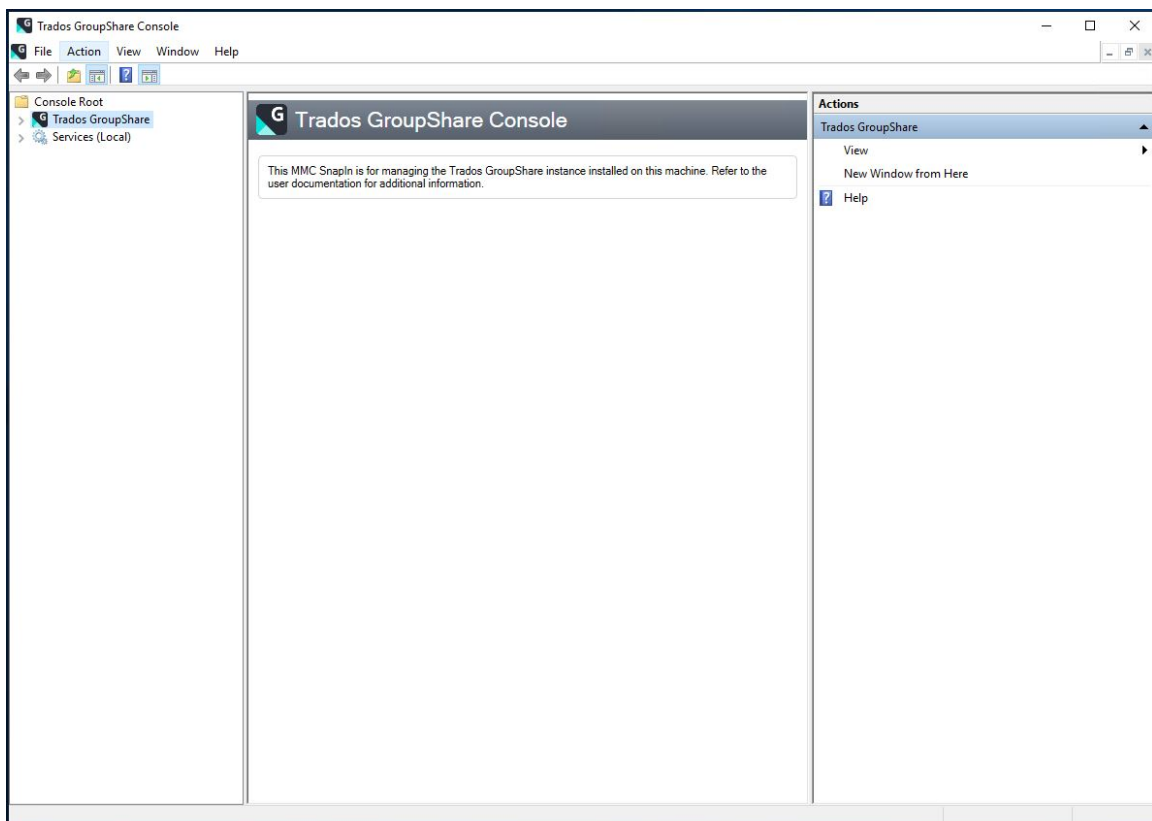 Trados GroupShare Console
File Action View Window Help
Console Root
Trados GroupShare
Services (Local)
G Trados GroupShare Console
This MMC SnapIn is for managing the Trados GroupShare instance installed on this machine. Refer to the
user documentation for additional information.
Actions
Trados GroupShare
View
New Window from Here
Help